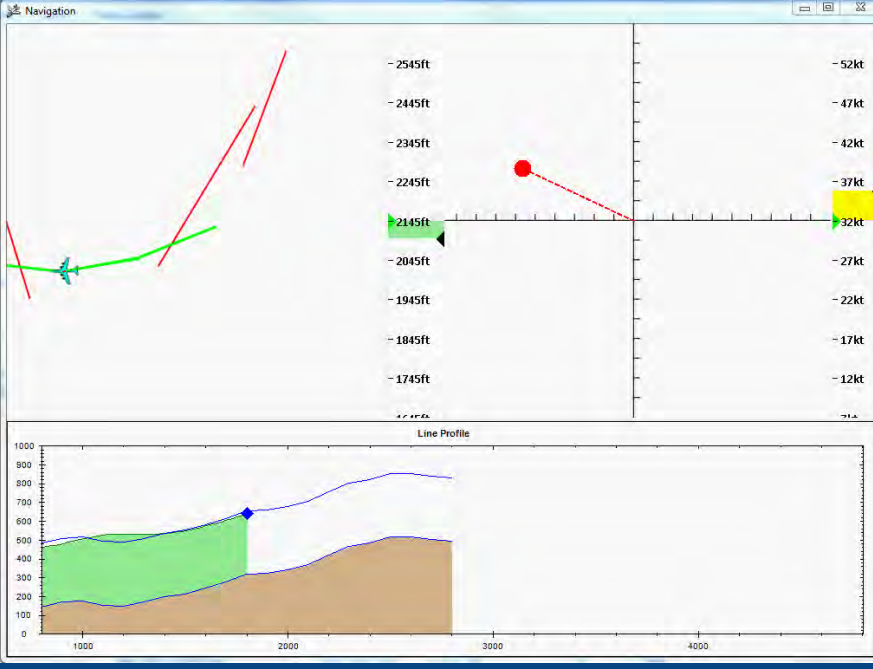 Navigation
2545ft
2445ft
2345ft
2245ft
2145ft
2045ft
1945ft
1845ft
1745ft
52kt
47kt
42kt
37kt
32kt
27kt
22kt
17kt
12kt
Line Profile
1000
900
800
700
600
500
400
300
200
100
0
1000
2000
3000
4000